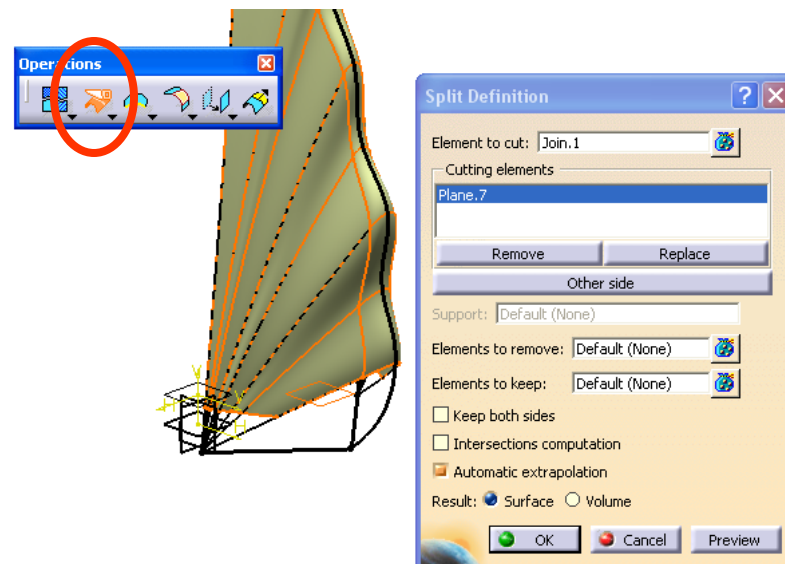 Operations
Split Definition
Element to cut: Join.1
Cutting elements
Plane.7
Remove Replace
Other side
Support: Default (None)
Elements to remove: Default (None)
Elements to keep: Default (None)
Keep both sides
Intersections computation
Automatic extrapolation
Result: Surface Volume
OK Cancel Preview